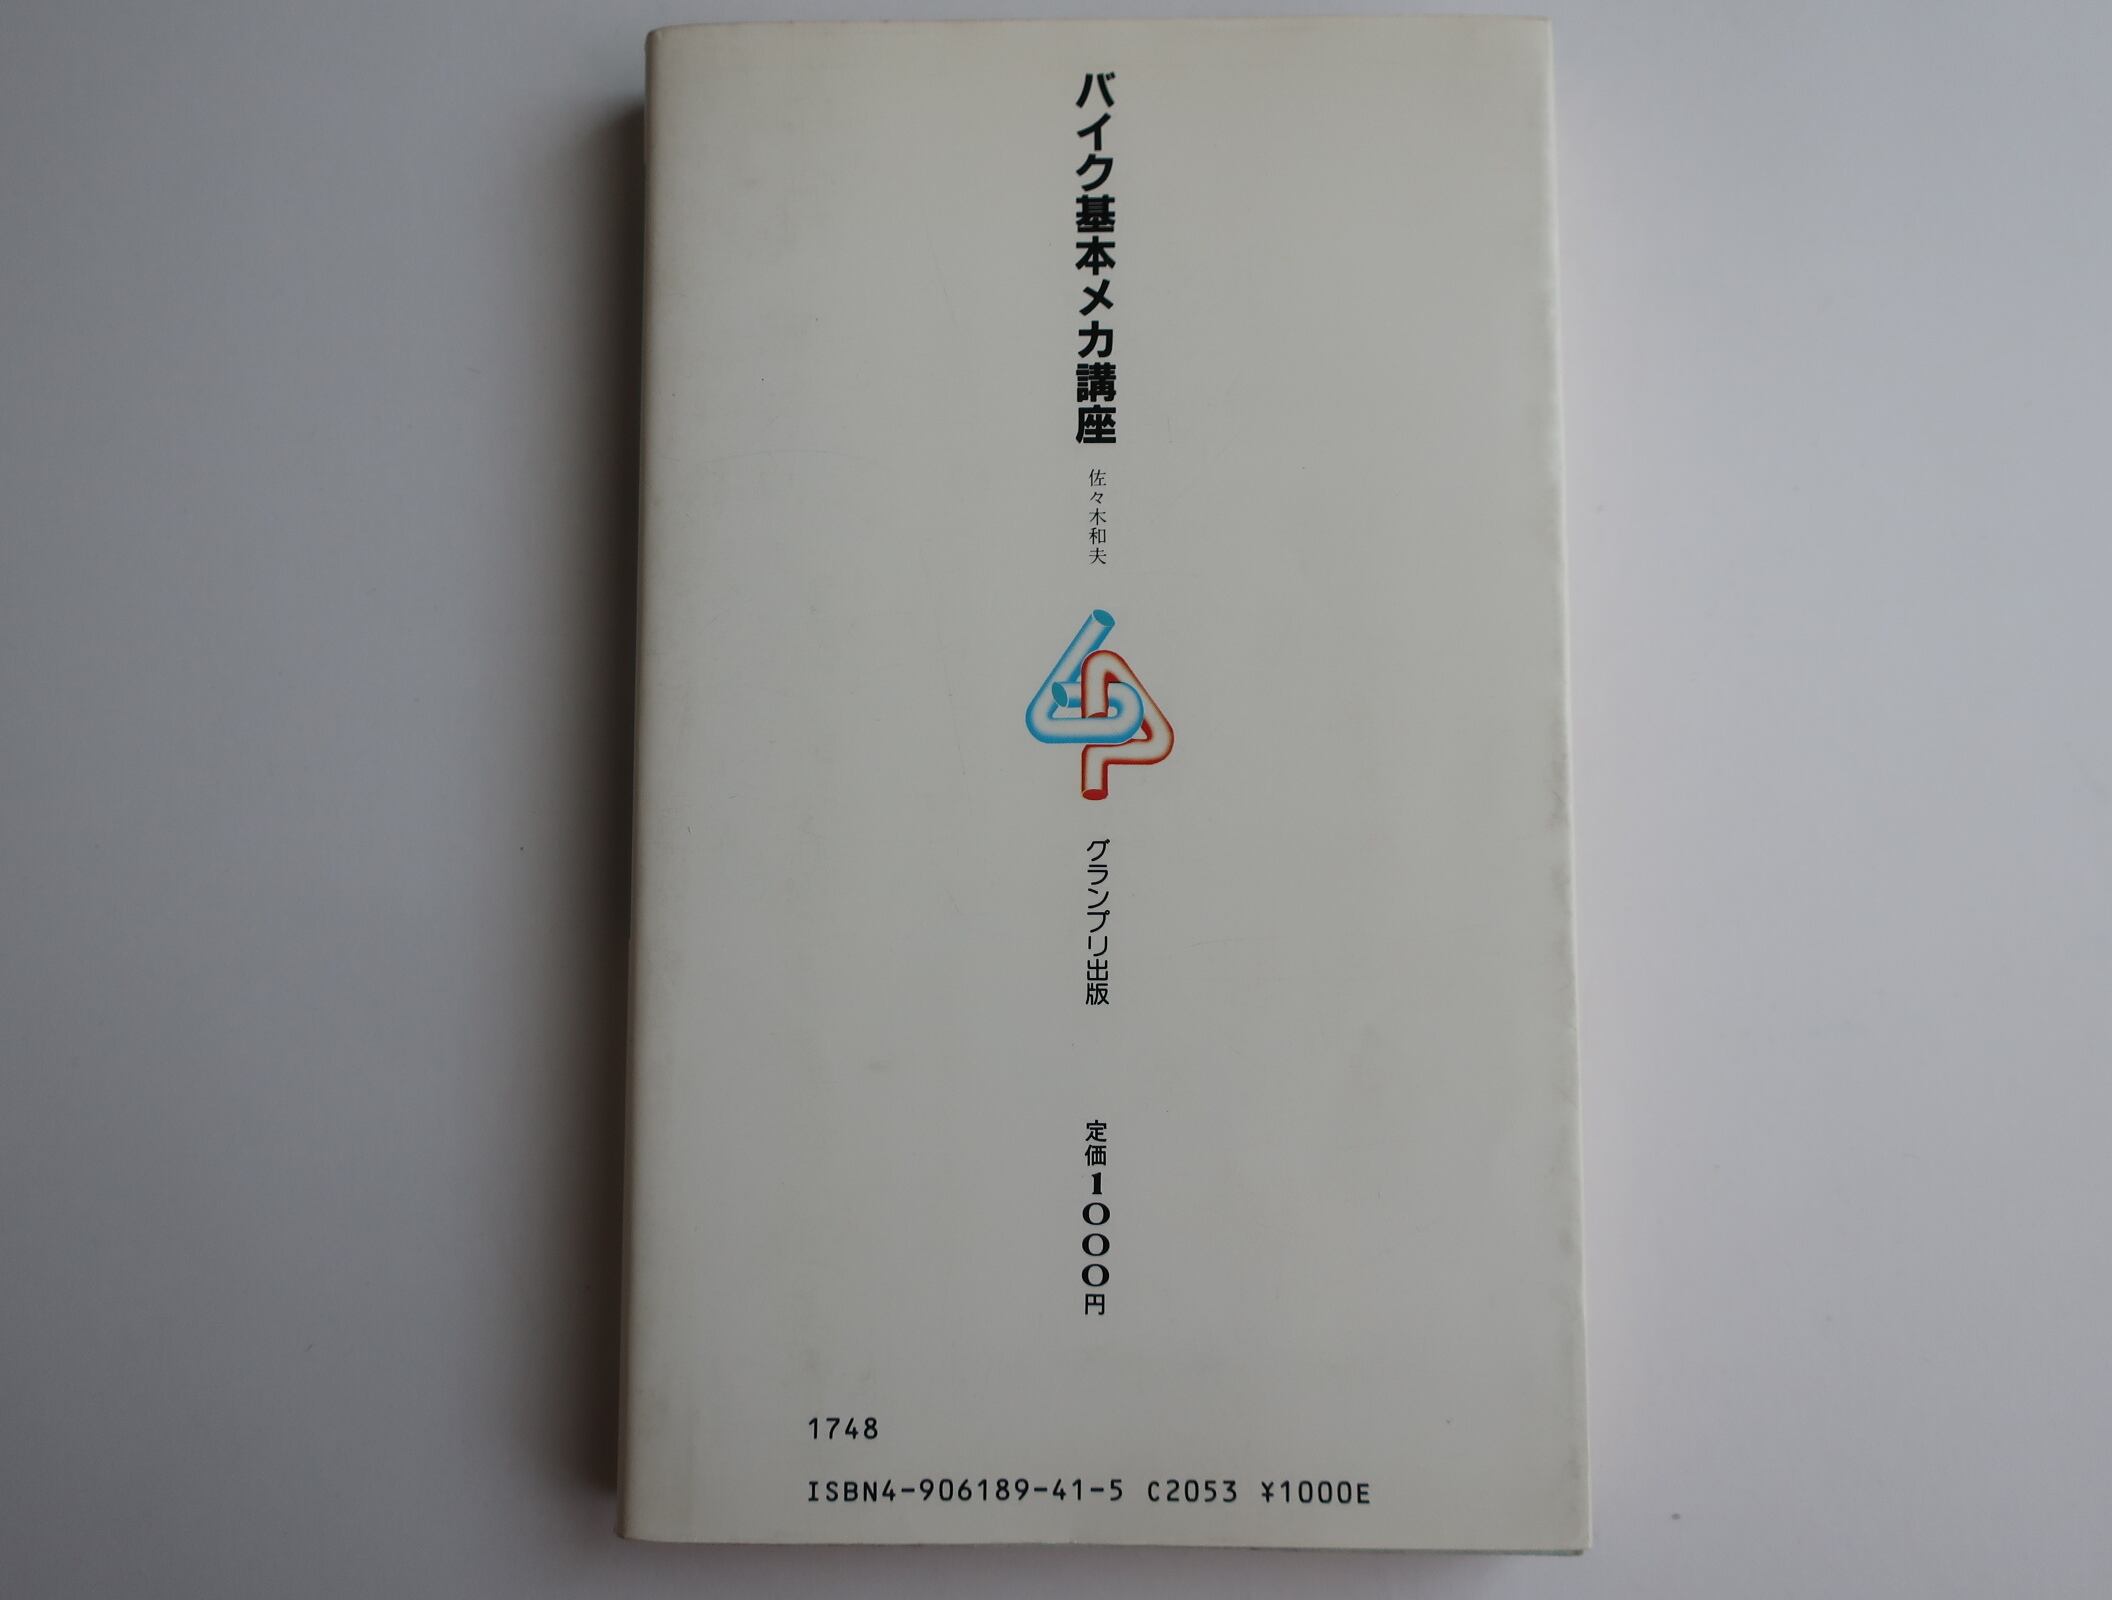 バイク基本メカ講座
佐々木和夫
グランプリ出版
定価1000円
1748
ISBN4-906189-41-5 C2053 ¥1000E